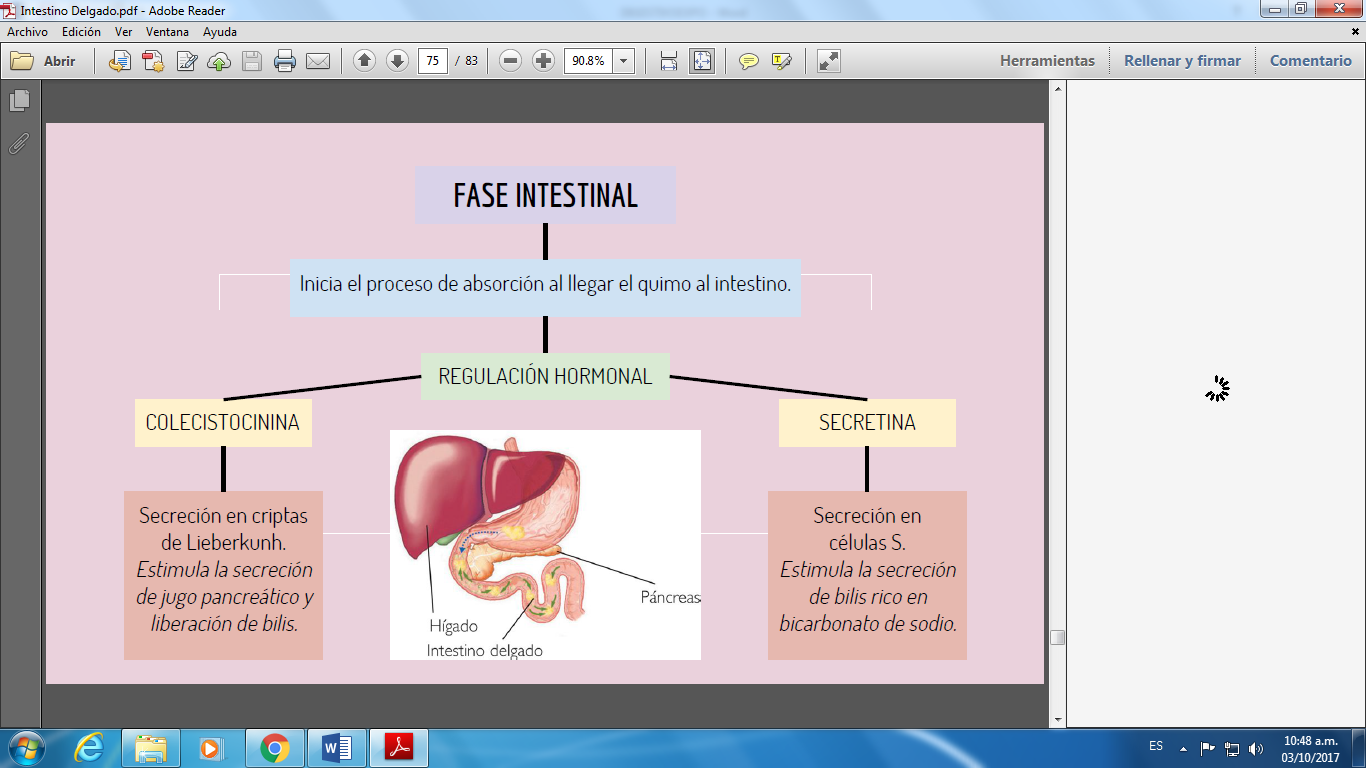 Intestino Delgado.pdf - Adobe Reader
Archivo Edición Ver Ventana Ayuda
Abrir 75 / 83 90.8% Herramientas Rellenar y firmar Comentario
FASE INTESTINAL
Inicia el proceso de absorción al llegar el quimo al intestino.
REGULACIÓN HORMONAL
COLECISTOCININA
SECRETINA
Secreción en criptas
de Lieberkunh.
Estimula la secreción
de jugo pancreático y
liberación de bilis.
Páncreas
Hígado
Intestino delgado
Secreción en
células S.
Estimula la secreción
de bilis rico en
bicarbonato de sodio.
ES
10:48 a.m.
03/10/2017